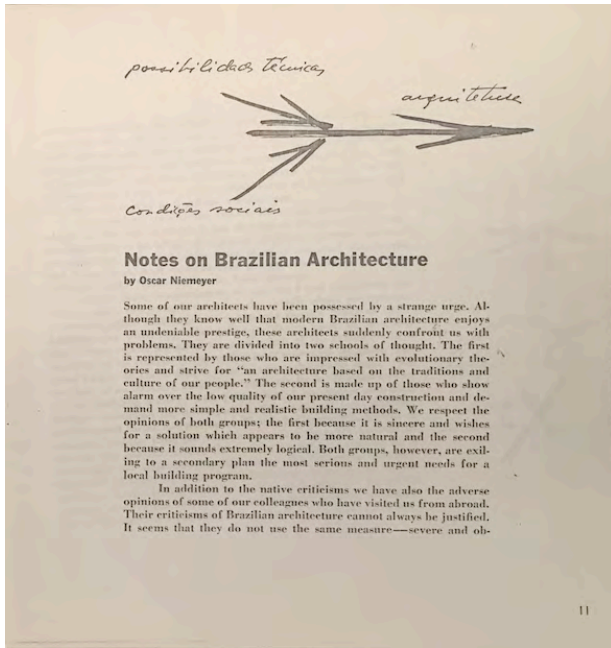 possibilidades técnicas
arquitetura
condições sociais
Notes on Brazilian Architecture
by Oscar Niemeyer
Some of our architects have been possessed by a strange urge. Al-
though they know well that modern Brazilian architecture enjoys
an undeniable prestige, these architects suddenly confront us with
problems. They are divided into two schools of thought. The first
is represented by those who are impressed with evolutionary the-
ories and strive for “an architecture based on the traditions and
culture of our people.” The second is made up of those who show
alarm over the low quality of our present day construction and de-
mand more simple and realistic building methods. We respect the
opinions of both groups; the first because it is sincere and wishes
for a solution which appears to be more natural and the second
because it sounds extremely logical. Both groups, however, are exil-
ing to a secondary plan the most serious and urgent needs for a
local building program.
In addition to the native criticisms we have also the adverse
opinions of some of our colleagues who have visited us from abroad.
Their criticisms of Brazilian architecture cannot always be justified.
It seems that they do not use the same measure—severe and ob-
11